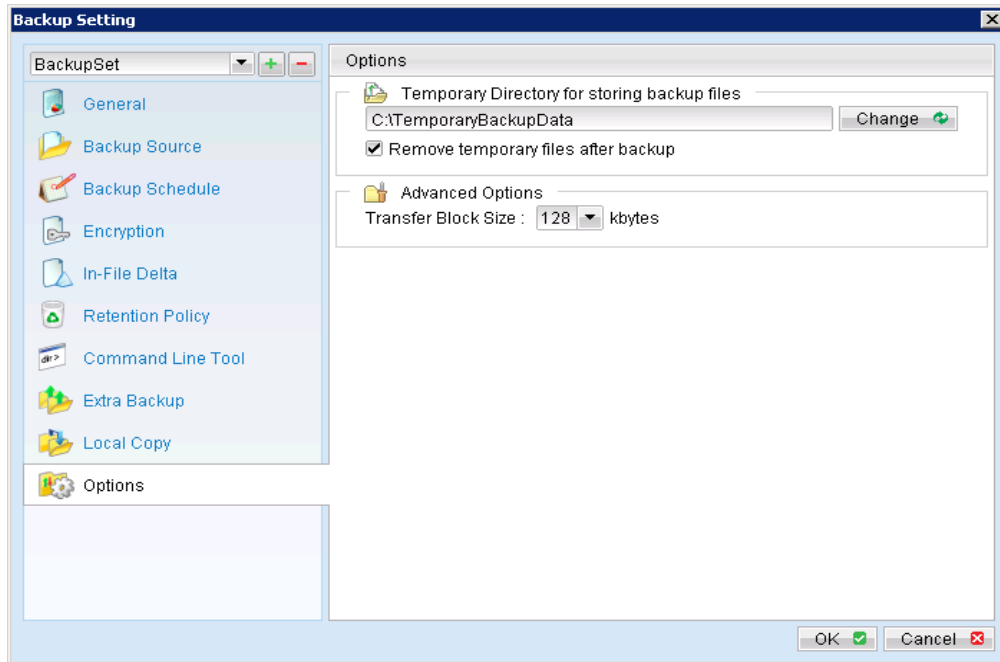 Backup Setting
BackupSet
General
Backup Source
Backup Schedule
Encryption
In-File Delta
Retention Policy
dir >
Command Line Tool
Extra Backup
Local Copy
Options
Options
Temporary Directory for storing backup files
C:\TemporaryBackupData
Change
Remove temporary files after backup
Advanced Options
Transfer Block Size : 128 kbytes
OK
Cancel